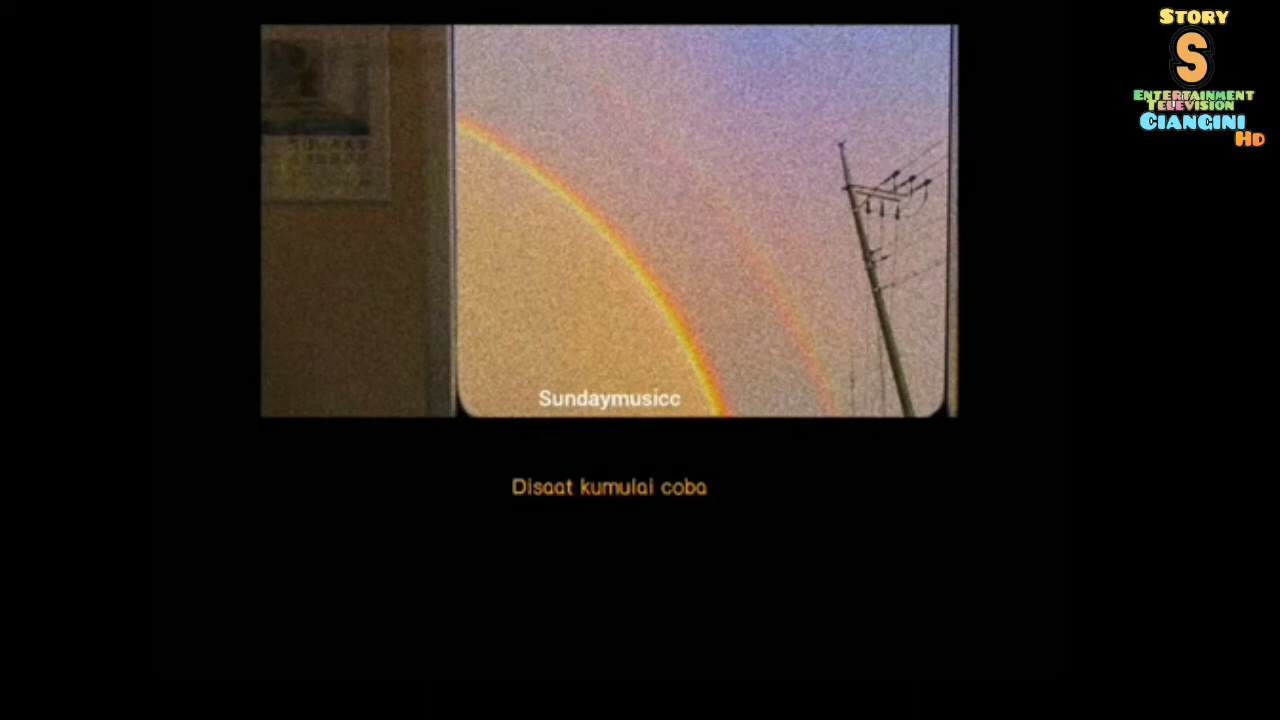 STORY
S
ENTERTAINMENT
TELEVISION
CIANGINI
HD
Sundaymusicc
Disaat kumulai coba